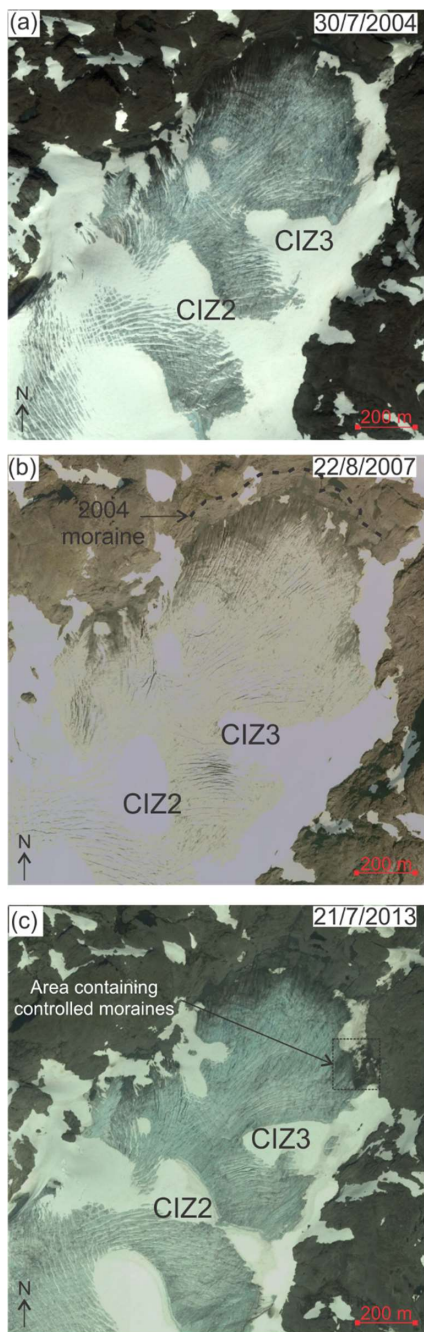 (a)
30/7/2004
CIZ3
CIZ2
N
200 m
(b)
22/8/2007
2004
moraine
CIZ3
CIZ2
N
200 m
(c)
21/7/2013
Area containing
controlled moraines
CIZ3
CIZ2
N
200 m